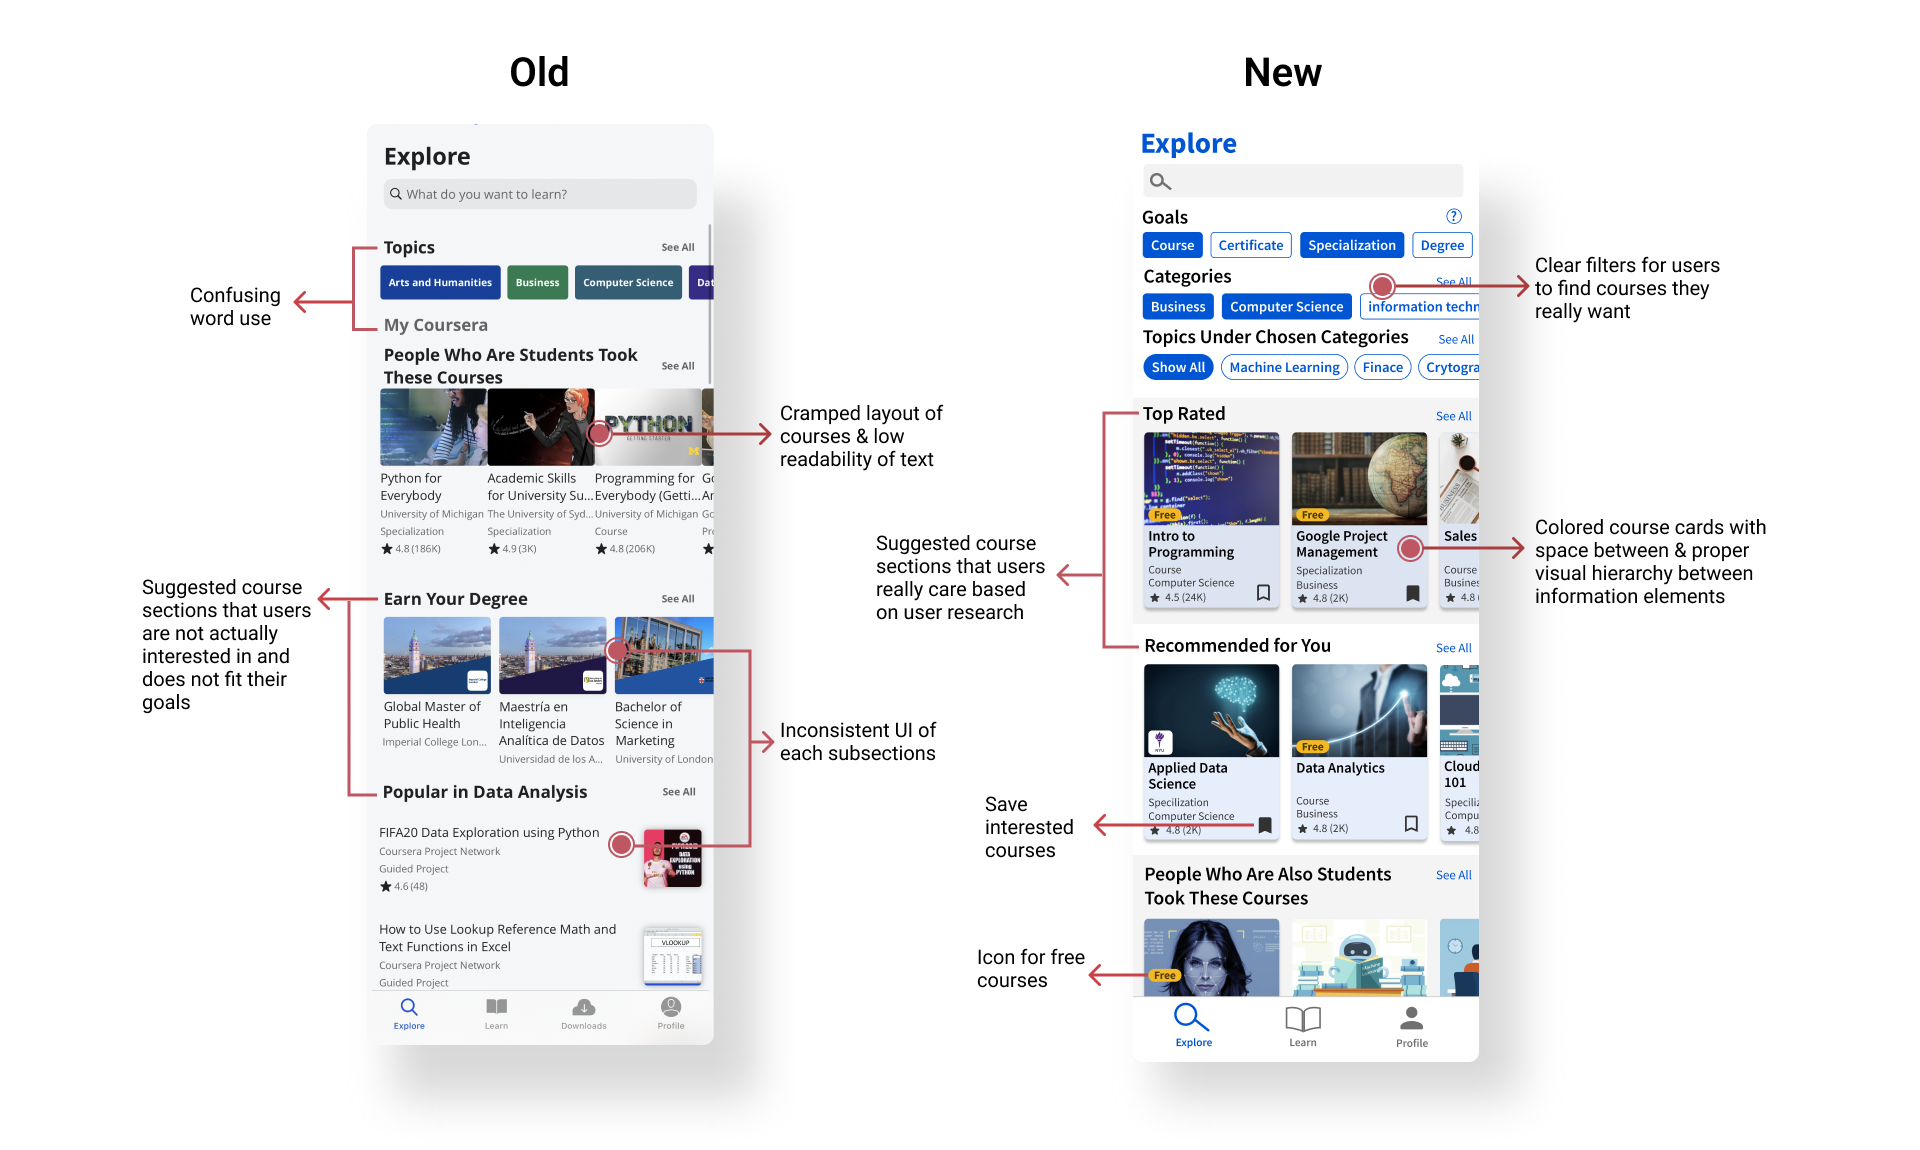 Old
New
Explore
What do you want to learn?
Topics
See All
Arts and Humanities
Business
Computer Science
Dat
My Coursera
People Who Are Students Took
These Courses
See All
PYTHON
GETTING STARTED
Python for
Everybody
University of Michigan
Specialization
4.8 (186K)
Academic Skills
for University Su...
The University of Syd...
Specialization
4.9 (3K)
Programming for
Everybody (Getti...
University of Michigan
Course
4.8 (206K)
Gc
Ar
Gc
Pro
Earn Your Degree
See All
Global Master of
Public Health
Imperial College Lon...
Maestría en
Inteligencia
Analítica de Datos
Universidad de los A...
Bachelor of
Science in
Marketing
University of London
Popular in Data Analysis
See All
FIFA20 Data Exploration using Python
Coursera Project Network
Guided Project
4.6 (48)
DATA
EXPLORATION
using
PYTHON
How to Use Lookup Reference Math and
Text Functions in Excel
Coursera Project Network
Guided Project
VLOOKUP
Explore
Learn
Downloads
Profile
Confusing
word use
Suggested course
sections that users
are not actually
interested in and
does not fit their
goals
Cramped layout of
courses & low
readability of text
Inconsistent UI of
each subsections
Explore
Goals
?
Course
Certificate
Specialization
Degree
Categories
See All
Business
Computer Science
information techn
Topics Under Chosen Categories
See All
Show All
Machine Learning
Finace
Crytogra
Top Rated
See All
Free
Intro to
Programming
Course
Computer Science
4.5 (24K)
Free
Google Project
Management
Specialization
Business
4.8 (2K)
BUSINESS
Sales
Course
Busines
4.8
Recommended for You
See All
NYU
Applied Data
Science
Specilization
Computer Science
4.8 (2K)
Free
Data Analytics
Course
Business
4.8 (2K)
Cloud
101
Speciliz
Compu
4.8
People Who Are Also Students
Took These Courses
See All
Free
Explore
Learn
Profile
Suggested course
sections that users
really care based
on user research
Save
interested
courses
Icon for free
courses
Clear filters for users
to find courses they
really want
Colored course cards with
space between & proper
visual hierarchy between
information elements